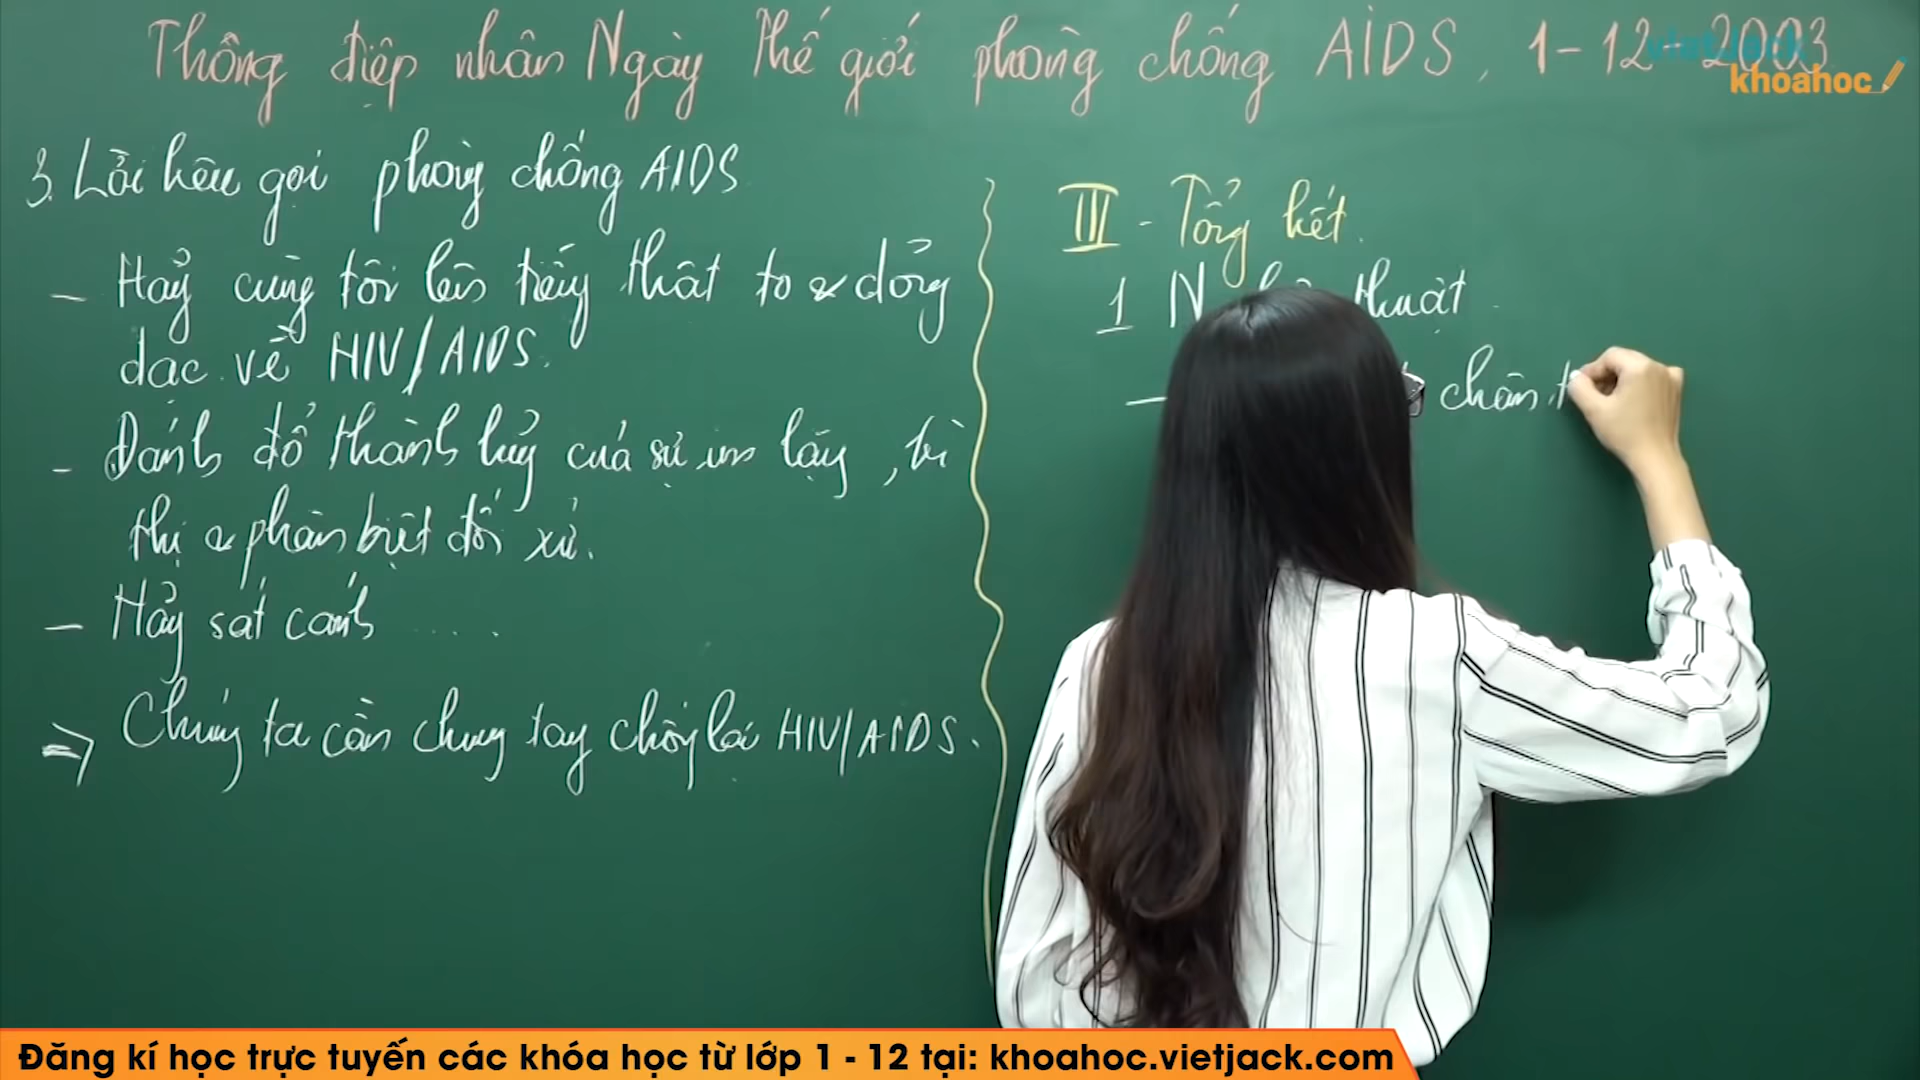 Thông điệp nhân Ngày Thế giới phòng chống AIDS, 1-12-2003
vietjack
khoahoc
3. Lời kêu gọi phòng chống AIDS
- Hãy cùng tôi lên tiếng thật to & dõng
dạc về HIV/AIDS.
- Đánh đổ thành lũy của sự im lặng, kì
thị & phân biệt đối xử.
- Hãy sát cánh ....
⇒ Chúng ta cần chung tay chống lại HIV/AIDS.
III - Tổng kết.
1 N thuật
- chân t
Đăng kí học trực tuyến các khóa học từ lớp 1 - 12 tại: khoahoc.vietjack.com